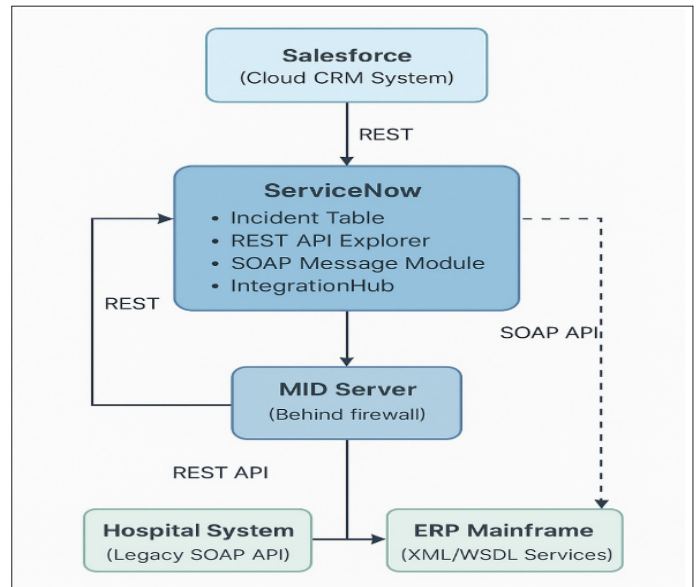 Salesforce
(Cloud CRM System)
REST
ServiceNow
• Incident Table
• REST API Explorer
• SOAP Message Module
• IntegrationHub
REST
SOAP API
MID Server
(Behind firewall)
REST API
Hospital System
(Legacy SOAP API)
ERP Mainframe
(XML/WSDL Services)